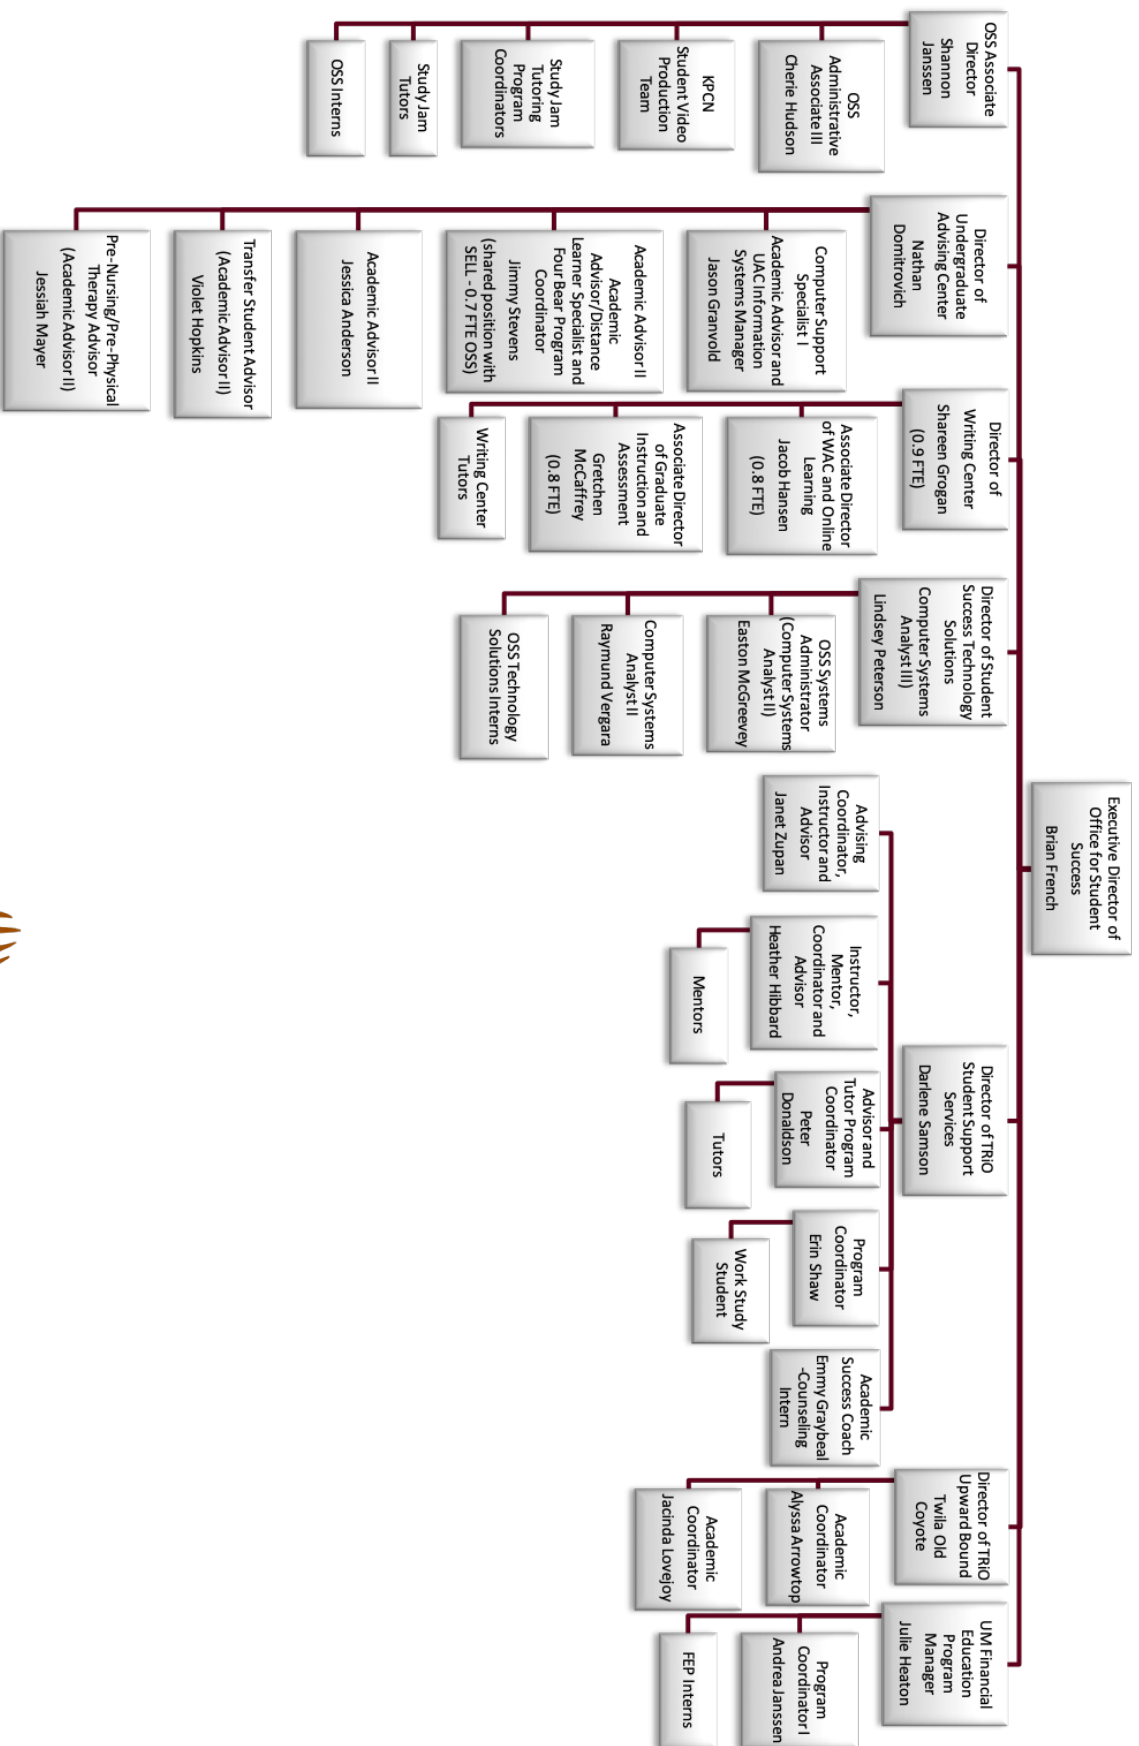 Executive Director of
Office for Student
Success
Brian French
OSS Associate
Director
Shannon
Janssen
OSS
Administrative
Associate III
Cherie Hudson
KPCN
Student Video
Production
Team
Study Jam
Tutoring
Program
Coordinators
Study Jam
Tutors
OSS Interns
Director of
Undergraduate
Advising Center
Nathan
Domitrovich
Computer Support
Specialist I
Academic Advisor and
UAC Information
Systems Manager
Jason Granvold
Academic Advisor II
Academic
Advisor/Distance
Learner Specialist and
Four Bear Program
Coordinator
Jimmy Stevens
(shared position with
SELL - 0.7 FTE OSS)
Academic Advisor II
Jessica Anderson
Transfer Student Advisor
(Academic Advisor II)
Violet Hopkins
Pre-Nursing/Pre-Physical
Therapy Advisor
(Academic Advisor II)
Jessiah Mayer
Director of
Writing Center
Shareen Grogan
(0.9 FTE)
Associate Director
of WAC and Online
Learning
Jacob Hansen
(0.8 FTE)
Associate Director
of Graduate
Instruction and
Assessment
Gretchen
McCaffrey
(0.8 FTE)
Writing Center
Tutors
Director of Student
Success Technology
Solutions
Computer Systems
Analyst III)
Lindsey Peterson
OSS Systems
Administrator
(Computer Systems
Analyst II)
Easton McGreevey
Computer Systems
Analyst II
Raymund Vergara
OSS Technology
Solutions Interns
Director of TRiO
Student Support
Services
Darlene Samson
Advising
Coordinator,
Instructor and
Advisor
Janet Zupan
Instructor,
Mentor,
Coordinator and
Advisor
Heather Hibbard
Mentors
Advisor and
Tutor Program
Coordinator
Peter
Donaldson
Tutors
Program
Coordinator
Erin Shaw
Work Study
Student
Academic
Success Coach
Emmy Graybeal
-Counseling
Intern
Director of TRiO
Upward Bound
Twila Old
Coyote
Academic
Coordinator
Alyssa Arrowtop
Academic
Coordinator
Jacinda Lovejoy
UM Financial
Education
Program
Manager
Julie Heaton
Program
Coordinator I
Andrea Janssen
FEP Interns